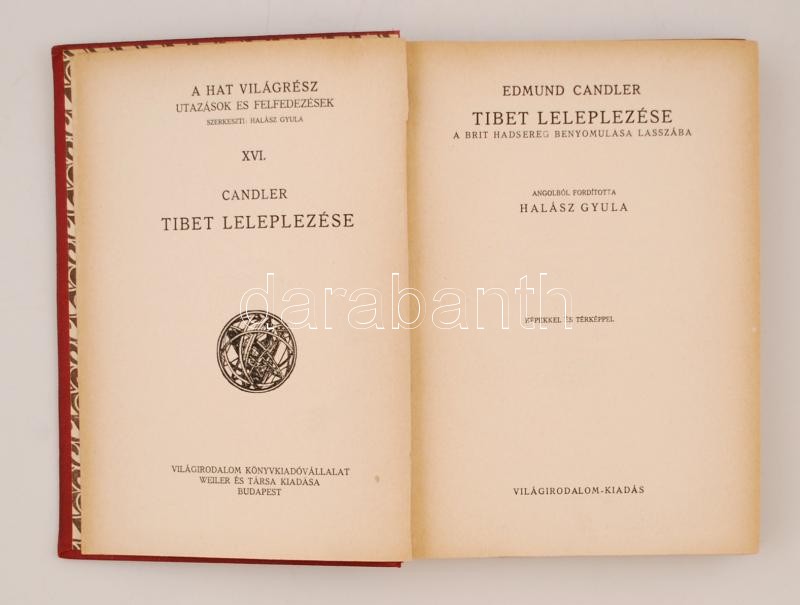 A HAT VILÁGRÉSZ
UTAZÁSOK ES FELFEDEZÉSEK
SZERKESZTI: HALÁSZ GYULA
XVI.
CANDLER
TIBET LELEPLEZÉSE
VILÁGIRODALOM KÖNYVKIADÓVÁLLALAT
WEILER ÉS TÁRSA KIADÁSA
BUDAPEST
EDMUND CANDLER
TIBET LELEPLEZÉSE
A BRIT HADSEREG BENYOMULÁSA LASSZÁBA
ANGOLBÓL FORDÍTOTTA
HALÁSZ GYULA
KÉPEKKEL ÉS TÉRKÉPPEL
VILÁGIRODALOM-KIADÁS
darabanth